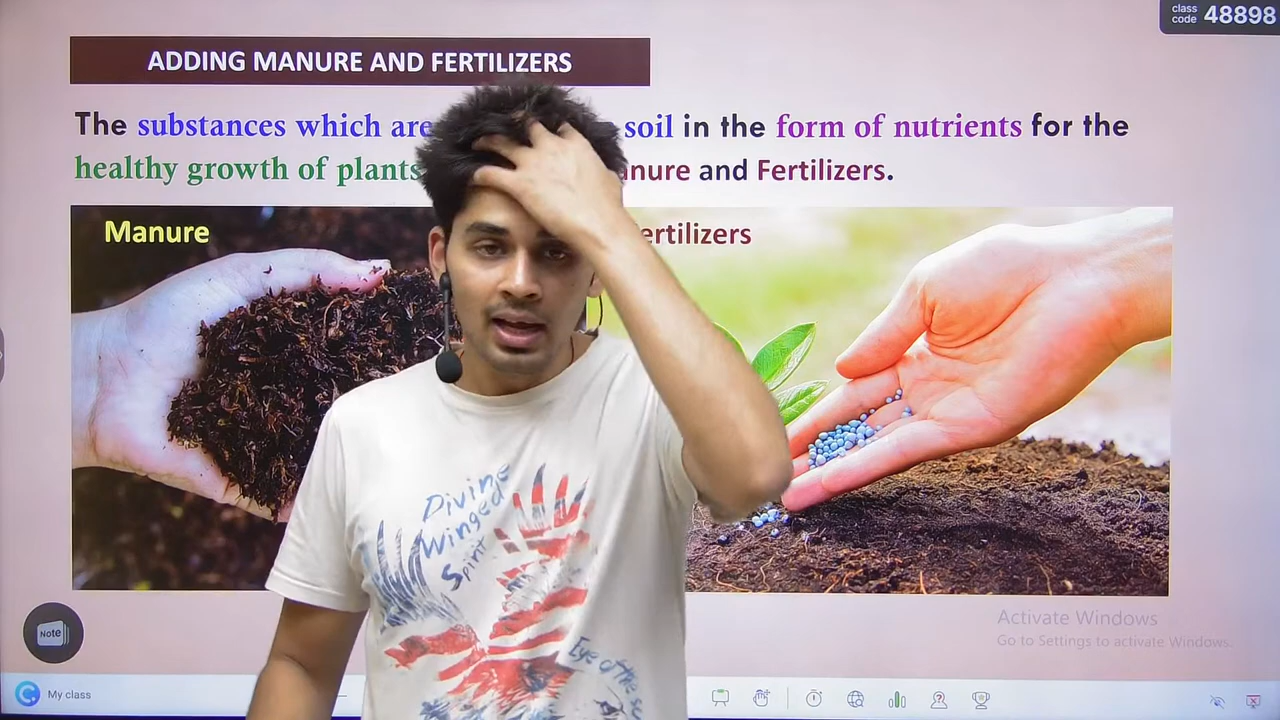 class code 48898
ADDING MANURE AND FERTILIZERS
The substances which are soil in the form of nutrients for the
healthy growth of plants anure and Fertilizers.
Manure
ertilizers
Divine
Winged
Spirit
Eye of the
Note
Activate Windows
Go to Settings to activate Windows.
My class